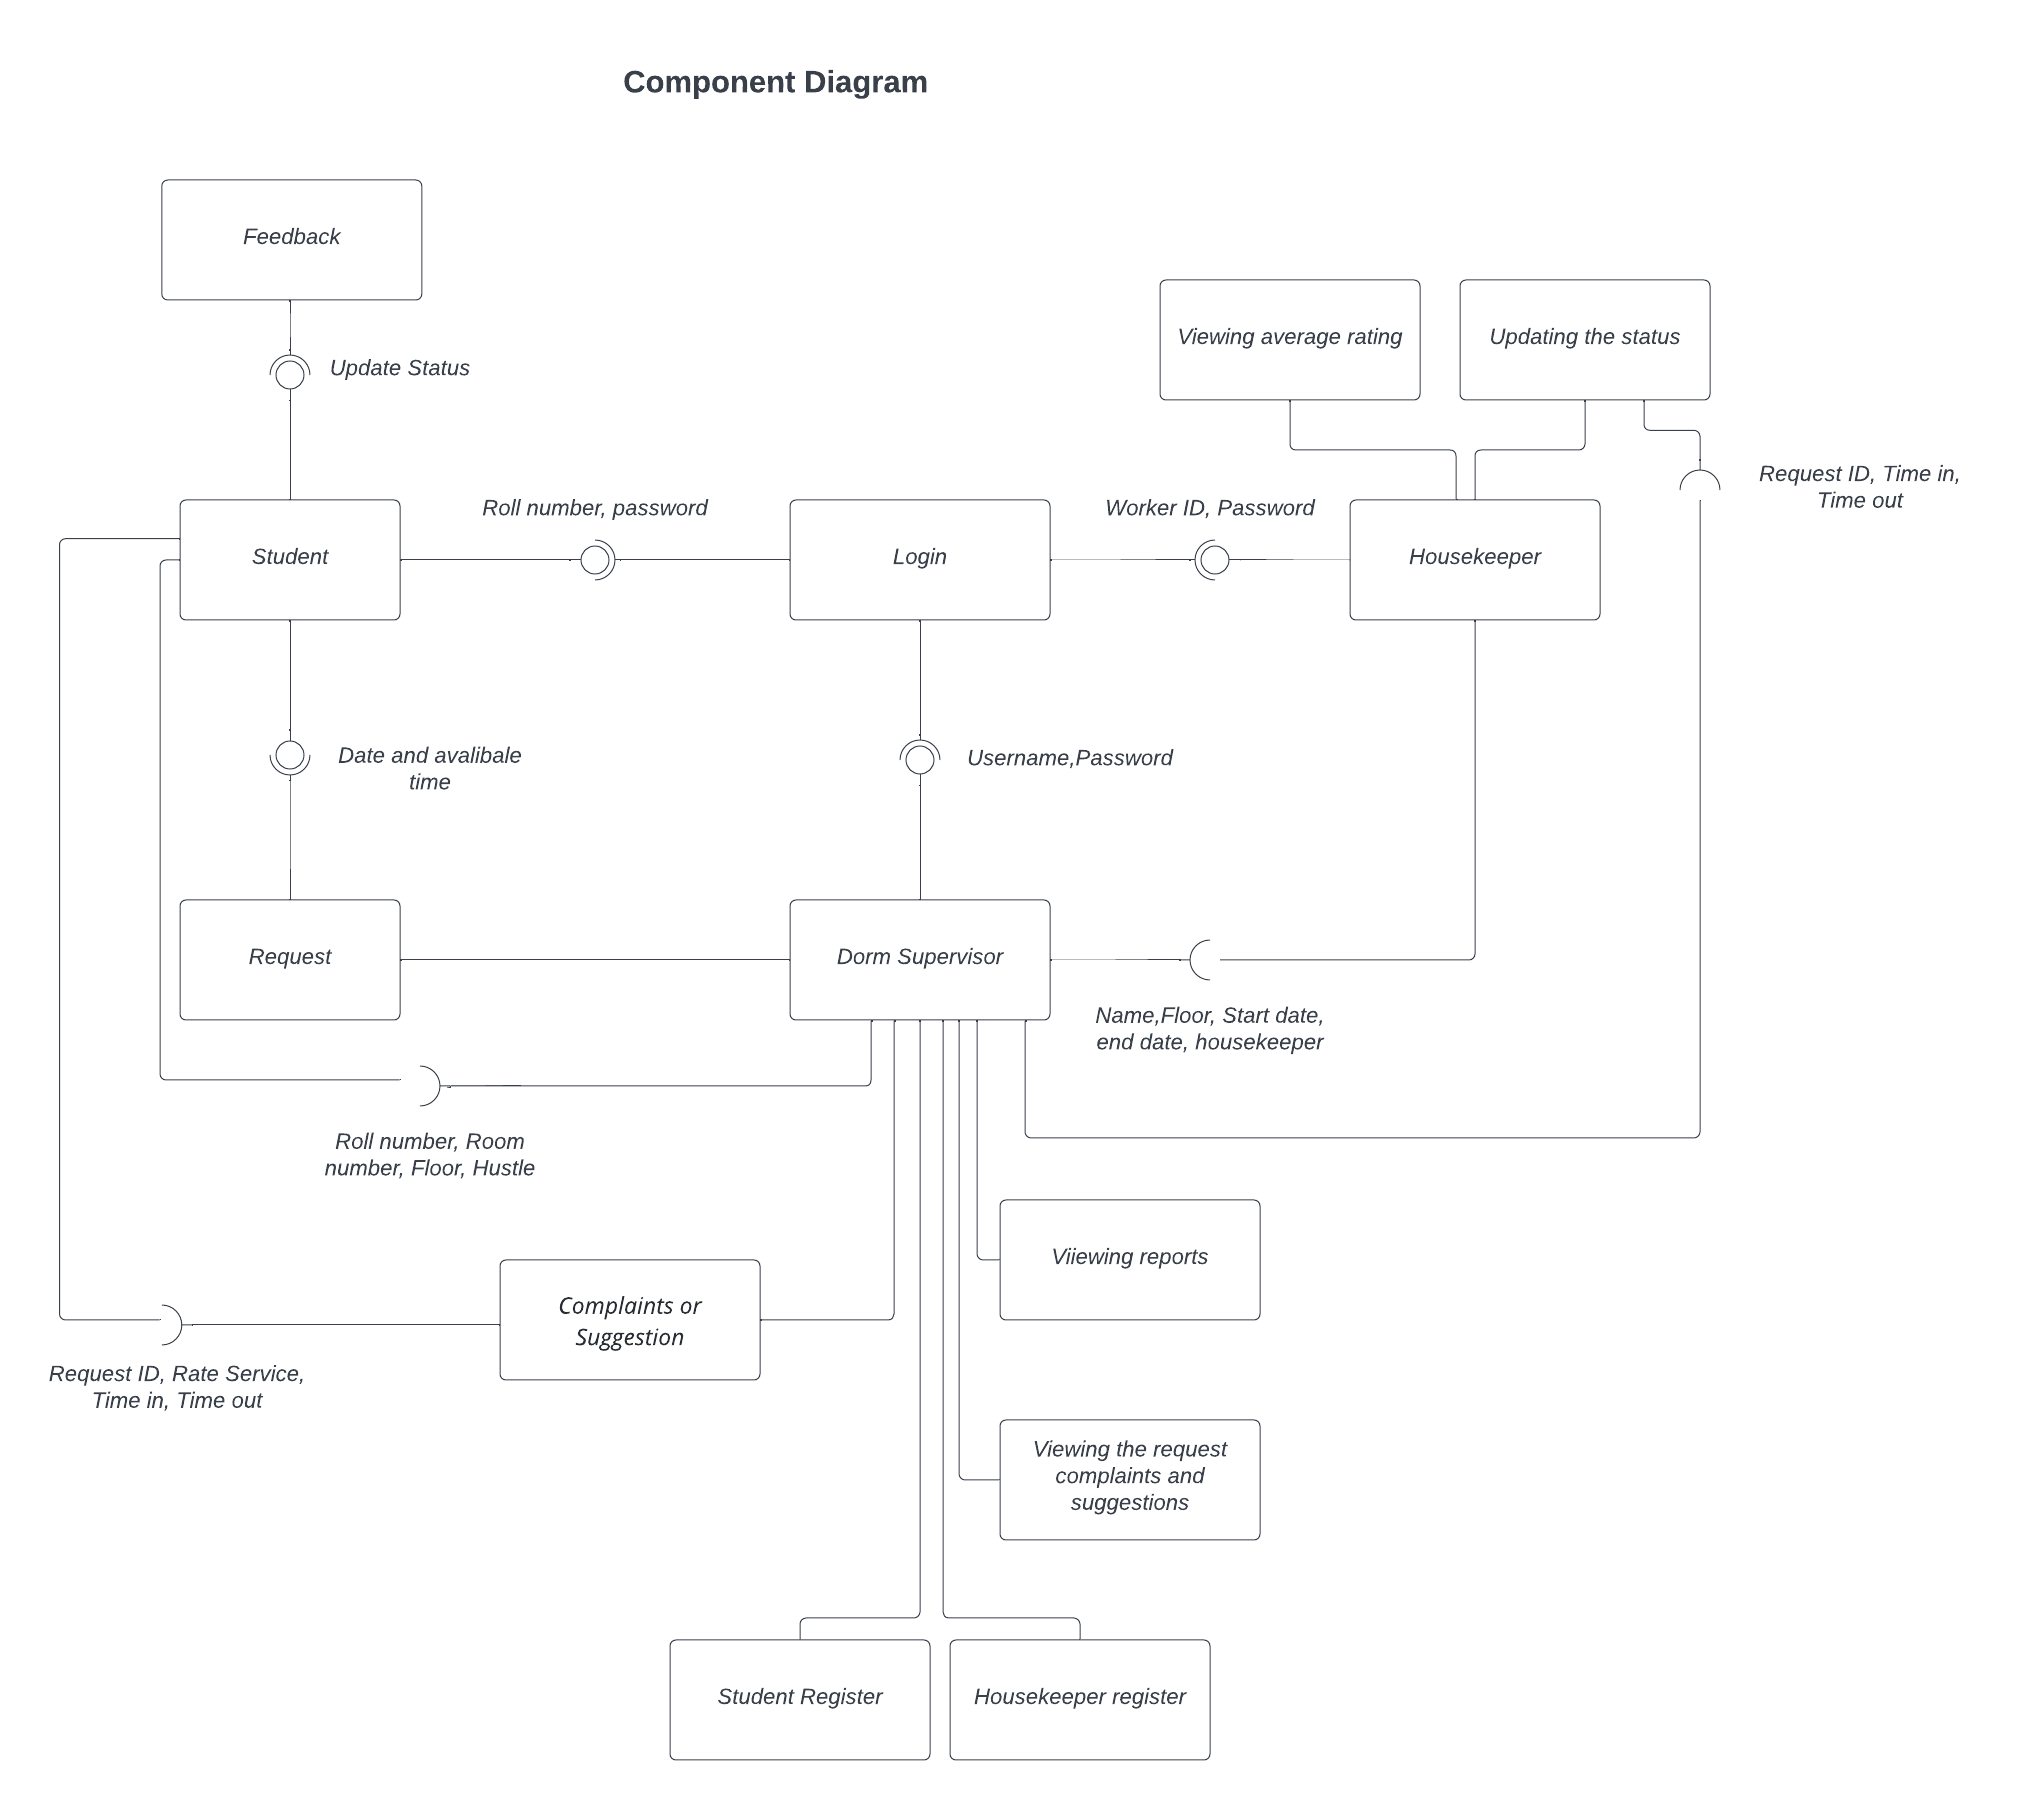 Component Diagram
Feedback
Update Status
Viewing average rating
Updating the status
Request ID, Time in,
Time out
Student
Roll number, password
Login
Worker ID, Password
Housekeeper
Date and avalibale
time
Username,Password
Request
Dorm Supervisor
Name,Floor, Start date,
end date, housekeeper
Roll number, Room
number, Floor, Hustle
Viiewing reports
Complaints or
Suggestion
Request ID, Rate Service,
Time in, Time out
Viewing the request
complaints and
suggestions
Student Register
Housekeeper register